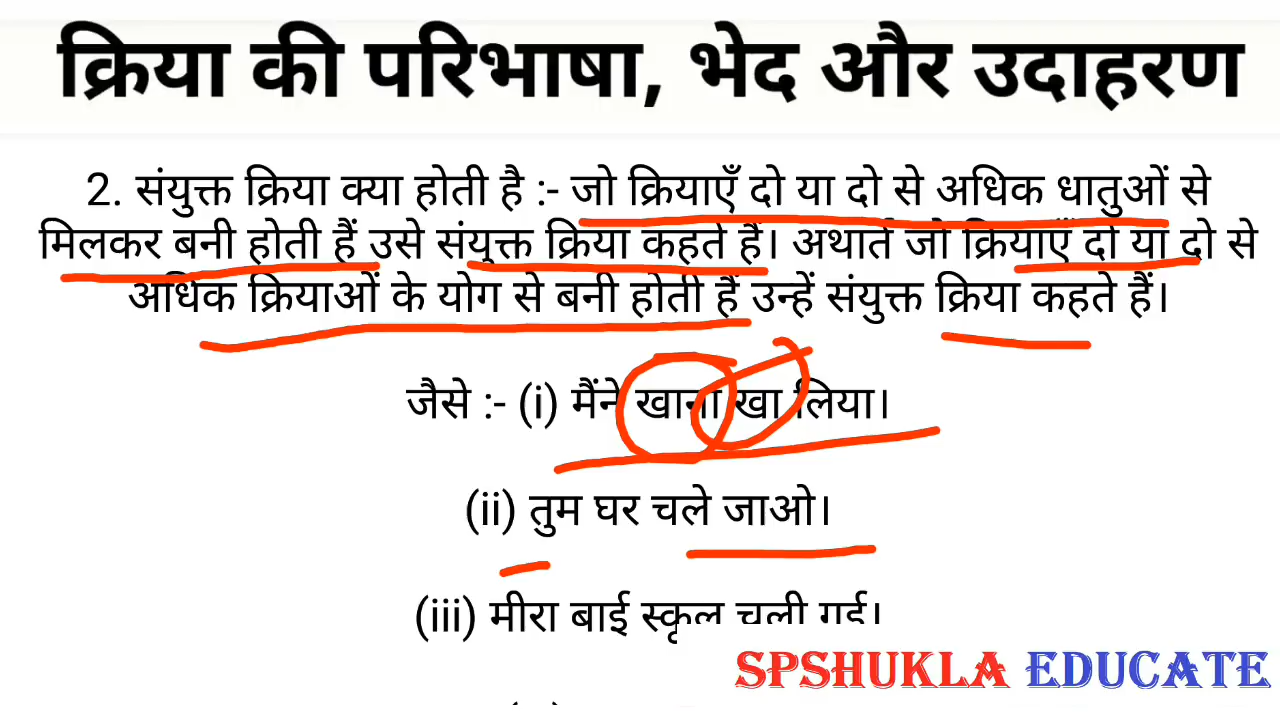 क्रिया की परिभाषा, भेद और उदाहरण
2. संयुक्त क्रिया क्या होती है :- जो क्रियाएँ दो या दो से अधिक धातुओं से
मिलकर बनी होती हैं उसे संयुक्त क्रिया कहते हैं। अथार्त जो क्रियाएँ दो या दो से
अधिक क्रियाओं के योग से बनी होती हैं उन्हें संयुक्त क्रिया कहते हैं।
जैसे :- (i) मैंने खाना खा लिया।
(ii) तुम घर चले जाओ।
(iii) मीरा बाई स्कूल चली गई।
SPSHUKLA EDUCATE